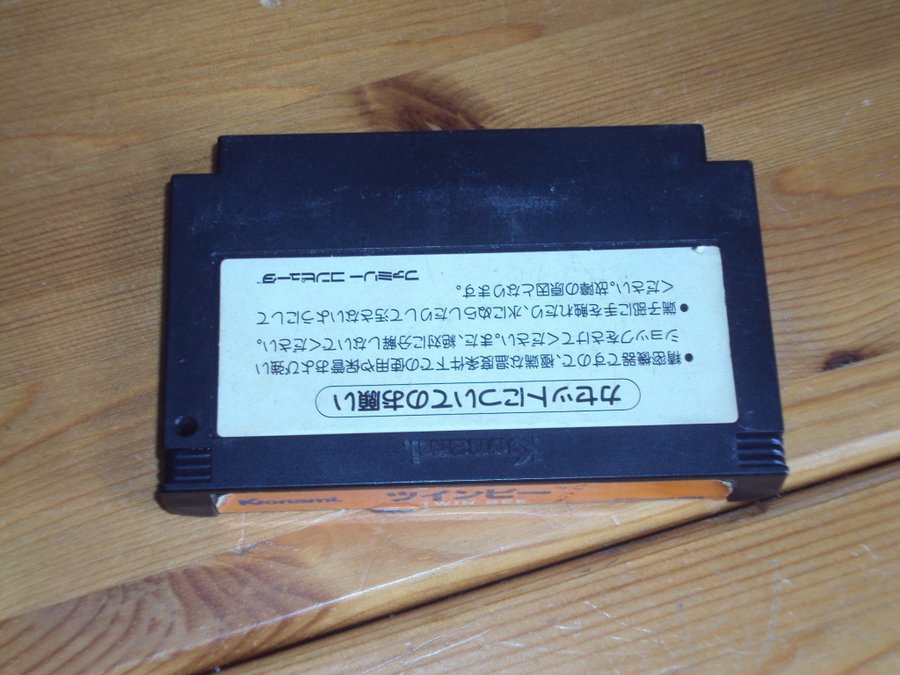 カセットについてのお願い
●精密機器ですので、極端な温度条件下での使用や保管および強い
ショックをさけてください。また、絶対に分解しないでください。
●端子部に手を触れたり、水にぬらしたりして汚さないようにして
ください。故障の原因となります。
ファミリー コンピュータ
Konami
Konami
ツインビー
TWIN BEE